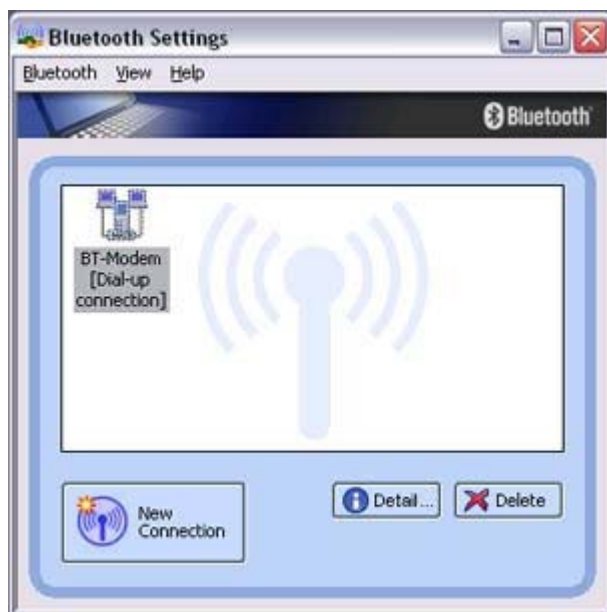 Bluetooth Settings
Bluetooth View Help
Bluetooth
BT-Modem
[Dial-up
connection]
New
Connection
Detail...
Delete